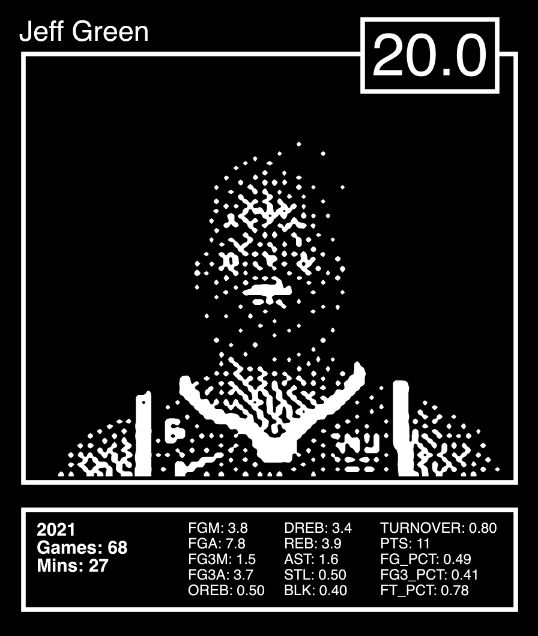 Jeff Green
20.0
2021
Games: 68
Mins: 27
FGM: 3.8
FGA: 7.8
FG3M: 1.5
FG3A: 3.7
OREB: 0.50
DREB: 3.4
REB: 3.9
AST: 1.6
STL: 0.50
BLK: 0.40
TURNOVER: 0.80
PTS: 11
FG_PCT: 0.49
FG3_PCT: 0.41
FT_PCT: 0.78